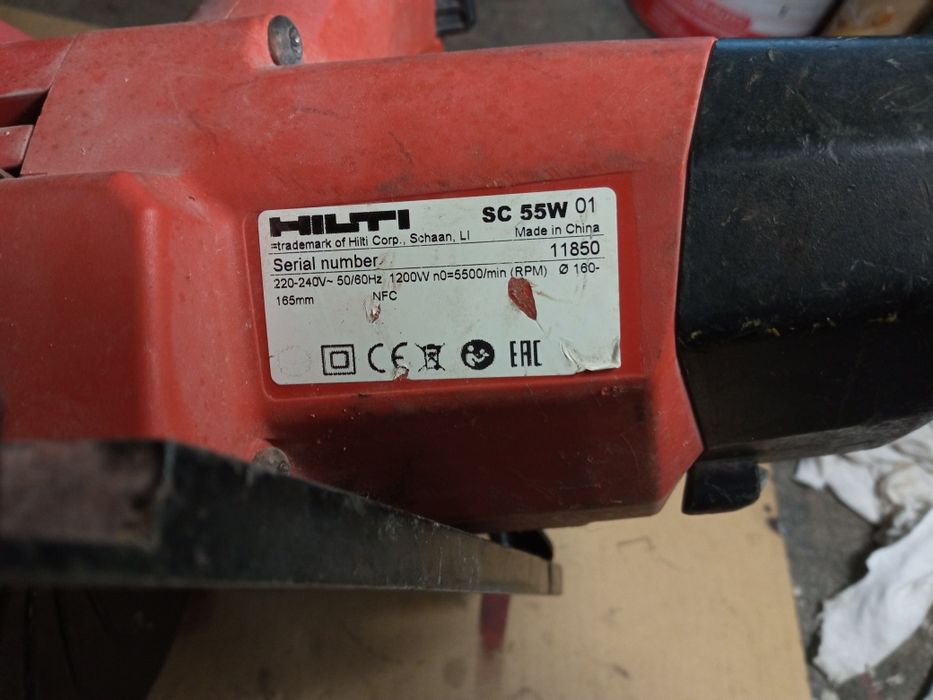 HILTI SC 55W 01
=trademark of Hilti Corp., Schaan, LI Made in China
Serial number 11850
220-240V~ 50/60Hz 1200W n0=5500/min (RPM) Ø 160-
165mm NFC
CE EAC